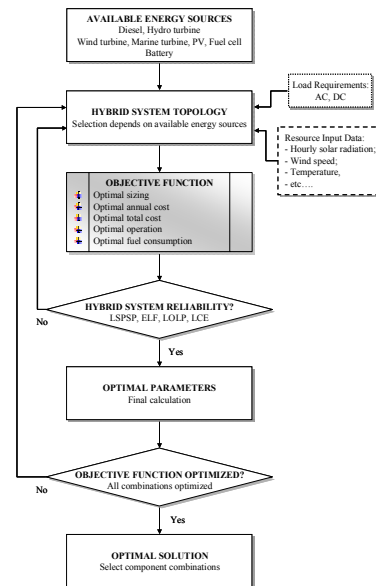 AVAILABLE ENERGY SOURCES
Diesel, Hydro turbine
Wind turbine, Marine turbine, PV, Fuel cell
Battery
Load Requirements:
AC, DC
HYBRID SYSTEM TOPOLOGY
Selection depends on available energy sources
Resource Input Data:
- Hourly solar radiation;
- Wind speed;
- Temperature,
- etc….
OBJECTIVE FUNCTION
Optimal sizing
Optimal annual cost
Optimal total cost
Optimal operation
Optimal fuel consumption
HYBRID SYSTEM RELIABILITY?
LSPSP, ELF, LOLP, LCE
No
Yes
OPTIMAL PARAMETERS
Final calculation
OBJECTIVE FUNCTION OPTIMIZED?
All combinations optimized
No
Yes
OPTIMAL SOLUTION
Select component combinations